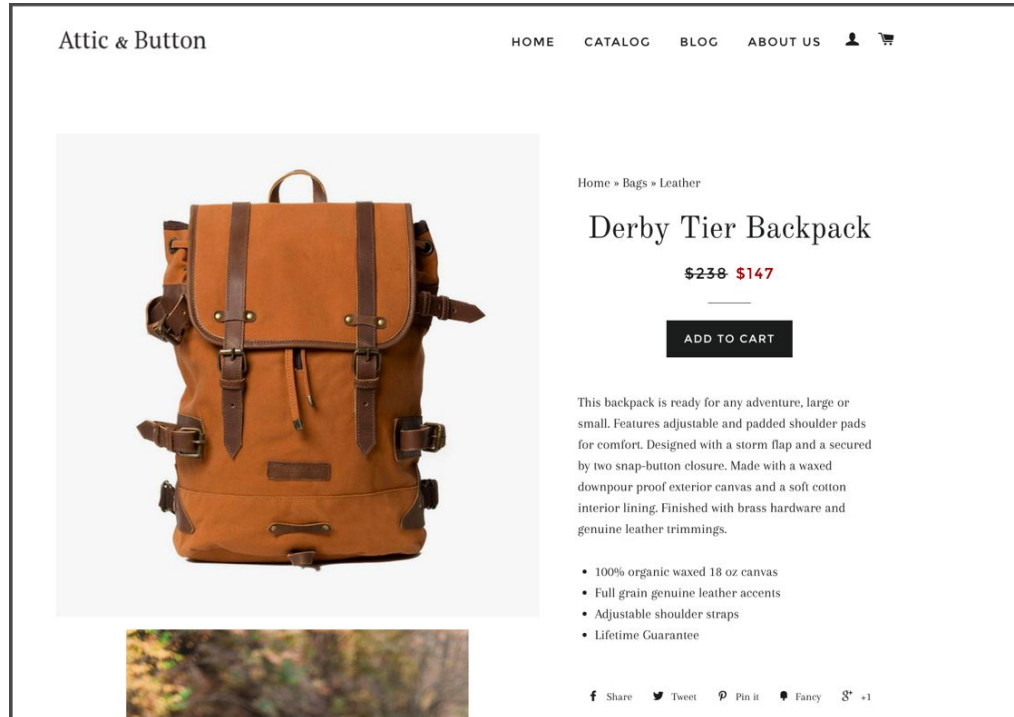 Attic & Button
HOME CATALOG BLOG ABOUT US
Home » Bags » Leather
Derby Tier Backpack
$238 $147
ADD TO CART
This backpack is ready for any adventure, large or
small. Features adjustable and padded shoulder pads
for comfort. Designed with a storm flap and a secured
by two snap-button closure. Made with a waxed
downpour proof exterior canvas and a soft cotton
interior lining. Finished with brass hardware and
genuine leather trimmings.
• 100% organic waxed 18 oz canvas
• Full grain genuine leather accents
• Adjustable shoulder straps
• Lifetime Guarantee
Share Tweet Pin it Fancy +1